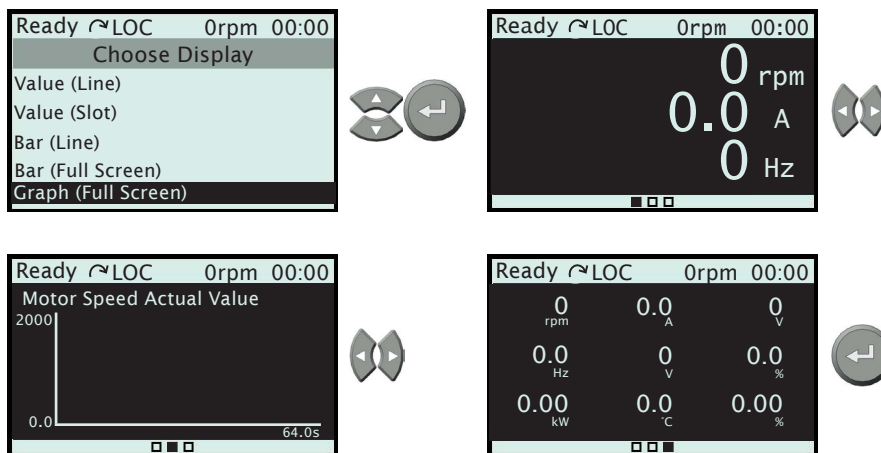 Ready LOC 0rpm 00:00
Choose Display
Value (Line)
Value (Slot)
Bar (Line)
Bar (Full Screen)
Graph (Full Screen)
Ready LOC 0rpm 00:00
0 rpm
0.0 A
0 Hz
Ready LOC 0rpm 00:00
Motor Speed Actual Value
2000
0.0
64.0s
Ready LOC 0rpm 00:00
0 rpm 0.0 A 0 V
0.0 Hz 0 V 0.0 %
0.00 kW 0.0 °C 0.00 %